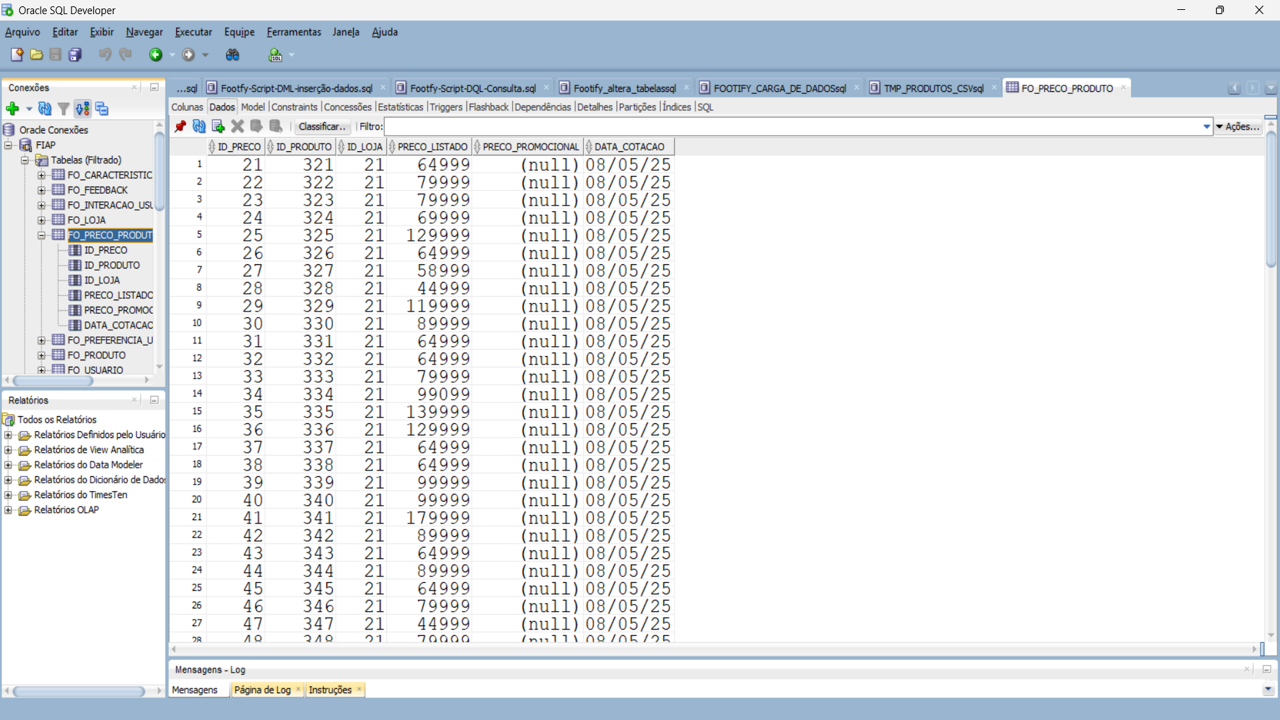 Oracle SQL Developer
Arquivo Editar Exibir Navegar Executar Equipe Ferramentas Janela Ajuda
Conexões
...sql Footfy-Script-DML-inserção-dados.sql Footfy-Script-DQL-Consulta.sql Footify_altera_tabelassql FOOTIFY_CARGA_DE_DADOSsql TMP_PRODUTOS_CSVsql FO_PRECO_PRODUTO
Colunas Dados Model Constraints Concessões Estatísticas Triggers Flashback Dependências Detalhes Partições Índices SQL
Classificar.. Filtro: Ações...
Oracle Conexões
FIAP
Tabelas (Filtrado)
FO_CARACTERISTIC
FO_FEEDBACK
FO_INTERACAO_USU
FO_LOJA
FO_PRECO_PRODUT
ID_PRECO
ID_PRODUTO
ID_LOJA
PRECO_LISTADO
PRECO_PROMOC
DATA_COTACAO
FO_PREFERENCIA_U
FO_PRODUTO
FO_USUARIO
Relatórios
Todos os Relatórios
Relatórios Definidos pelo Usuário
Relatórios de View Analítica
Relatórios do Data Modeler
Relatórios do Dicionário de Dados
Relatórios do TimesTen
Relatórios OLAP
ID_PRECO ID_PRODUTO ID_LOJA PRECO_LISTADO PRECO_PROMOCIONAL DATA_COTACAO
1 21 321 21 64999 (null) 08/05/25
2 22 322 21 79999 (null) 08/05/25
3 23 323 21 79999 (null) 08/05/25
4 24 324 21 69999 (null) 08/05/25
5 25 325 21 129999 (null) 08/05/25
6 26 326 21 64999 (null) 08/05/25
7 27 327 21 58999 (null) 08/05/25
8 28 328 21 44999 (null) 08/05/25
9 29 329 21 119999 (null) 08/05/25
10 30 330 21 89999 (null) 08/05/25
11 31 331 21 64999 (null) 08/05/25
12 32 332 21 64999 (null) 08/05/25
13 33 333 21 79999 (null) 08/05/25
14 34 334 21 99099 (null) 08/05/25
15 35 335 21 139999 (null) 08/05/25
16 36 336 21 129999 (null) 08/05/25
17 37 337 21 64999 (null) 08/05/25
18 38 338 21 64999 (null) 08/05/25
19 39 339 21 99999 (null) 08/05/25
20 40 340 21 99999 (null) 08/05/25
21 41 341 21 179999 (null) 08/05/25
22 42 342 21 89999 (null) 08/05/25
23 43 343 21 64999 (null) 08/05/25
24 44 344 21 89999 (null) 08/05/25
25 45 345 21 64999 (null) 08/05/25
26 46 346 21 79999 (null) 08/05/25
27 47 347 21 44999 (null) 08/05/25
28 48 348 21 79999 (null) 08/05/25
Mensagens - Log
Mensagens Página de Log Instruções